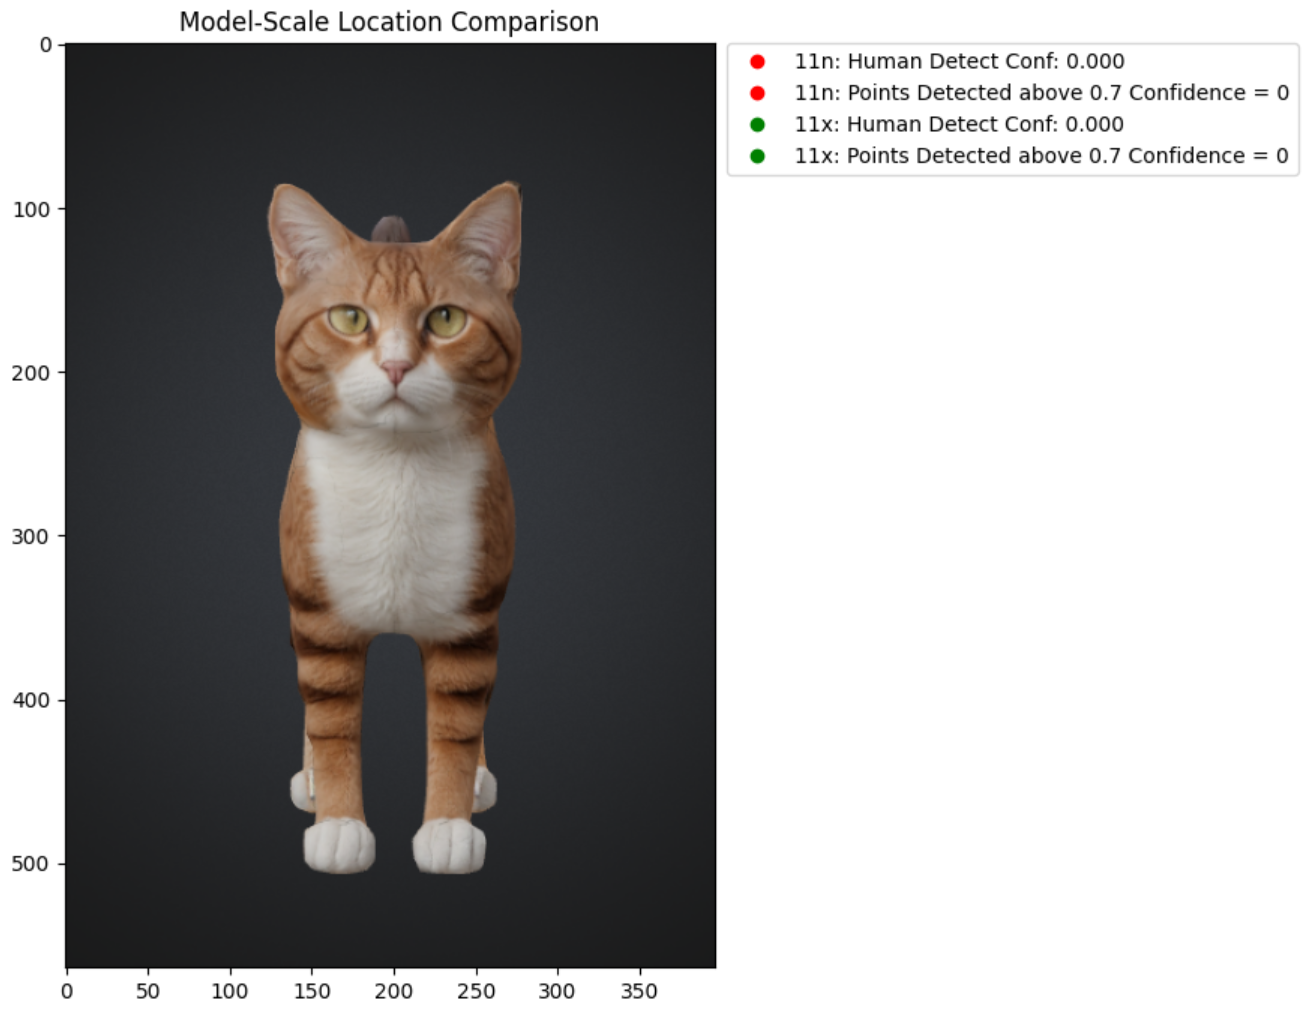 Model-Scale Location Comparison
11n: Human Detect Conf: 0.000
11n: Points Detected above 0.7 Confidence = 0
11x: Human Detect Conf: 0.000
11x: Points Detected above 0.7 Confidence = 0
0
100
200
300
400
500
0 50 100 150 200 250 300 350